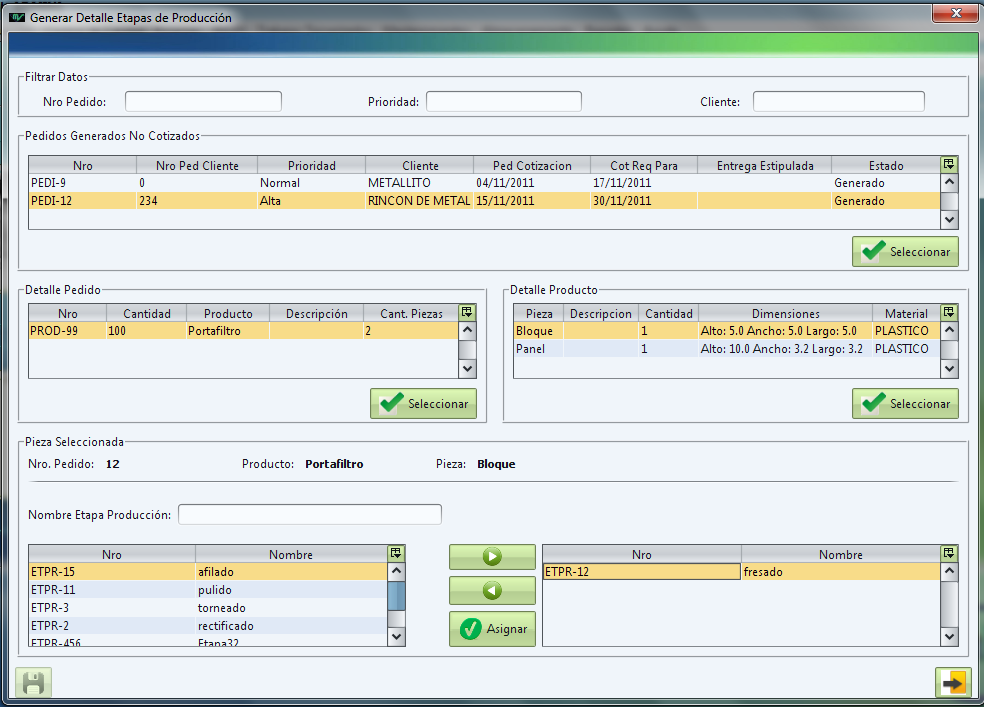 Generar Detalle Etapas de Producción
Filtrar Datos
Nro Pedido: Prioridad: Cliente:
Pedidos Generados No Cotizados
Nro Nro Ped Cliente Prioridad Cliente Ped Cotizacion Cot Req Para Entrega Estipulada Estado
PEDI-9 0 Normal METALLITO 04/11/2011 17/11/2011 Generado
PEDI-12 234 Alta RINCON DE METAL 15/11/2011 30/11/2011 Generado
Seleccionar
Detalle Pedido
Nro Cantidad Producto Descripción Cant. Piezas
PROD-99 100 Portafiltro 2
Seleccionar
Detalle Producto
Pieza Descripcion Cantidad Dimensiones Material
Bloque 1 Alto: 5.0 Ancho: 5.0 Largo: 5.0 PLASTICO
Panel 1 Alto: 10.0 Ancho: 3.2 Largo: 3.2 PLASTICO
Seleccionar
Pieza Seleccionada
Nro. Pedido: 12 Producto: Portafiltro Pieza: Bloque
Nombre Etapa Producción:
Nro Nombre
ETPR-15 afilado
ETPR-11 pulido
ETPR-3 torneado
ETPR-2 rectificado
ETPR-456 Etapa32
Asignar
Nro Nombre
ETPR-12 fresado